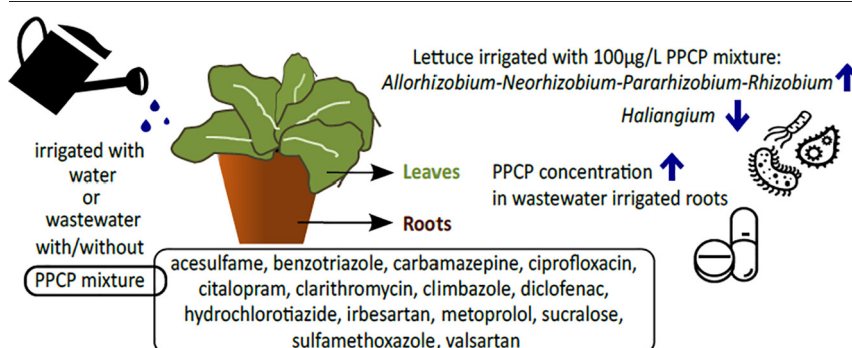 Lettuce irrigated with 100µg/L PPCP mixture:
Allorhizobium-Neorhizobium-Pararhizobium-Rhizobium
Haliangium
irrigated with
water
or
wastewater
with/without
PPCP mixture
Leaves
Roots
PPCP concentration
in wastewater irrigated roots
acesulfame, benzotriazole, carbamazepine, ciprofloxacin,
citalopram, clarithromycin, climbazole, diclofenac,
hydrochlorotiazide, irbesartan, metoprolol, sucralose,
sulfamethoxazole, valsartan